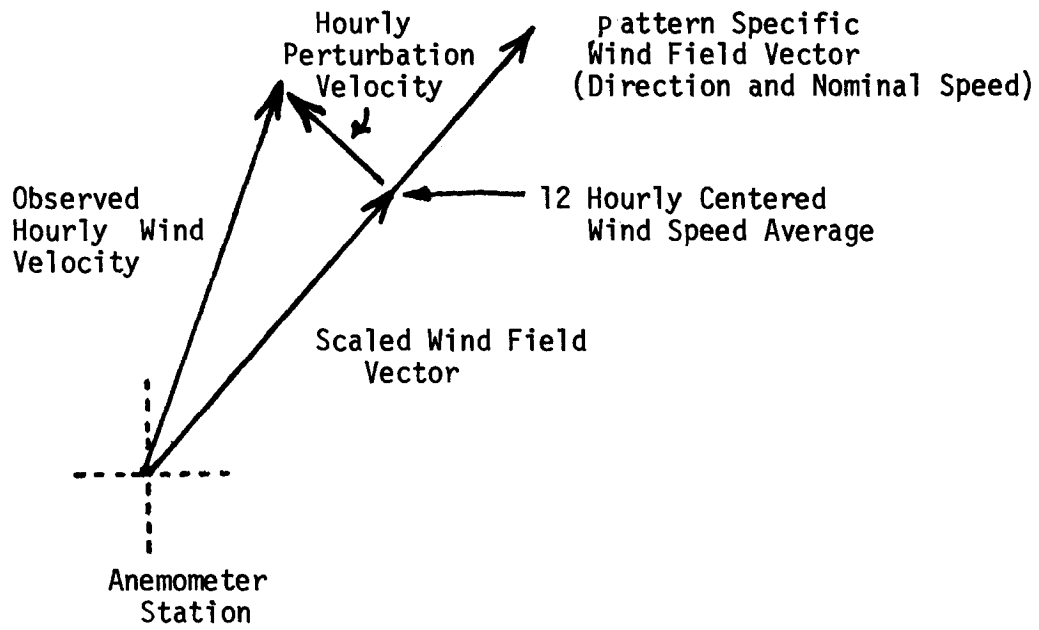 Hourly
Perturbation
Velocity
pattern Specific
Wind Field Vector
(Direction and Nominal Speed)
Observed
Hourly Wind
Velocity
12 Hourly Centered
Wind Speed Average
Scaled Wind Field
Vector
Anemometer
Station